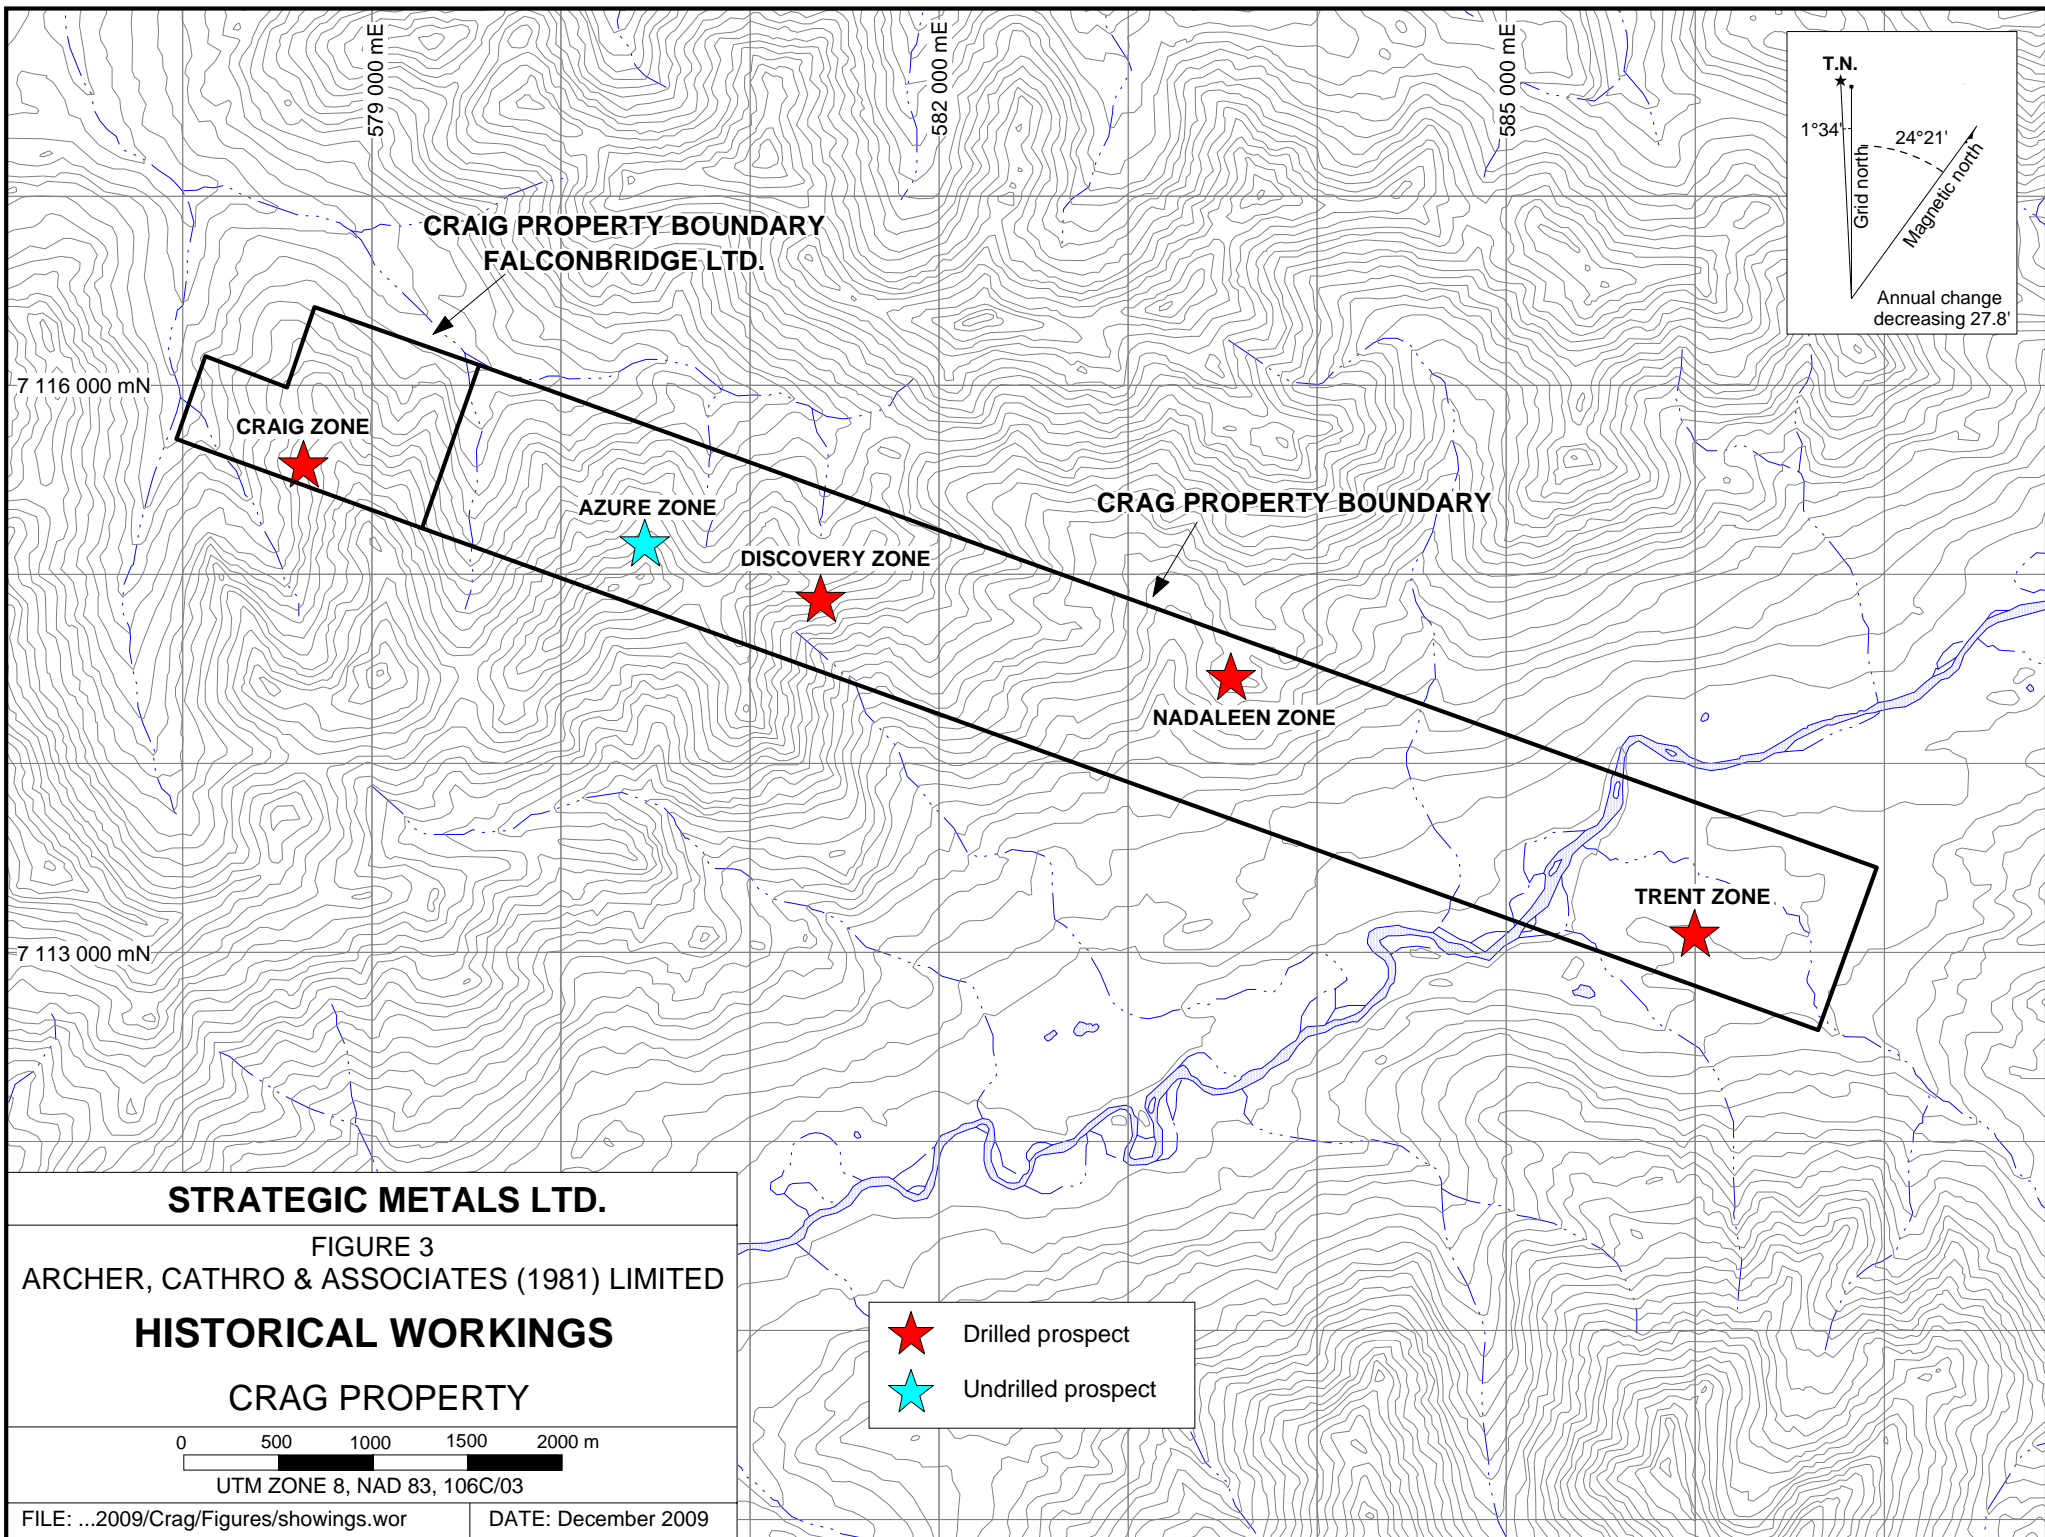 579 000 mE
582 000 mE
585 000 mE
T.N.
1°34'
24°21'
Grid north
Magnetic north
Annual change
decreasing 27.8'
CRAIG PROPERTY BOUNDARY
FALCONBRIDGE LTD.
7 116 000 mN
CRAIG ZONE
AZURE ZONE
CRAG PROPERTY BOUNDARY
DISCOVERY ZONE
NADALEEN ZONE
TRENT ZONE
7 113 000 mN
STRATEGIC METALS LTD.
FIGURE 3
ARCHER, CATHRO & ASSOCIATES (1981) LIMITED
HISTORICAL WORKINGS
CRAG PROPERTY
0 500 1000 1500 2000 m
UTM ZONE 8, NAD 83, 106C/03
FILE: ...2009/Crag/Figures/showings.wor
DATE: December 2009
Drilled prospect
Undrilled prospect